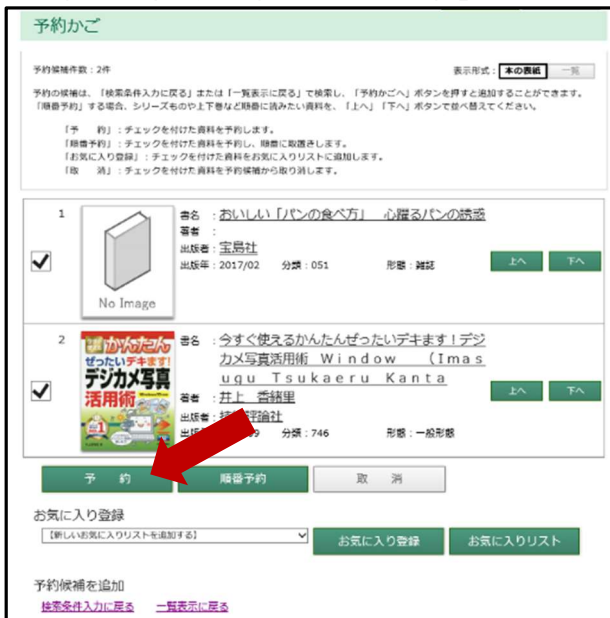 予約かご
予約候補件数：2件
表示形式： 本の表紙 一覧
予約の候補は、「検索条件入力に戻る」または「一覧表示に戻る」で検索し、「予約かごへ」ボタンを押すと追加することができます。
「順番予約」する場合、シリーズものや上下巻など順番に読みたい資料を、「上へ」「下へ」ボタンで並べ替えてください。
「予　　約」：チェックを付けた資料を予約します。
「順番予約」：チェックを付けた資料を予約し、順番に取置きします。
「お気に入り登録」：チェックを付けた資料をお気に入りリストに追加します。
「取　　消」：チェックを付けた資料を予約候補から取り消します。
1
No Image
書名 ：おいしい「パンの食べ方」　心躍るパンの誘惑
著者 ：
出版者：宝島社
出版年：2017/02　分類：051　形態：雑誌
上へ 下へ
2
かんたん
ぜったいデキます!
デジカメ写真
活用術
書名 ：今すぐ使えるかんたんぜったいデキます！デジ
カメ写真活用術　Ｗｉｎｄｏｗ　　（Ｉｍａｓ
ｕｇｕ　Ｔｓｕｋａｅｒｕ　Ｋａｎｔａ
著者 ：井上　香緒里
評論社
分類：746　形態：一般形態
上へ 下へ
予　約 順番予約 取　消
お気に入り登録
【新しいお気に入りリストを追加する】 お気に入り登録 お気に入りリスト
予約候補を追加
検索条件入力に戻る 一覧表示に戻る